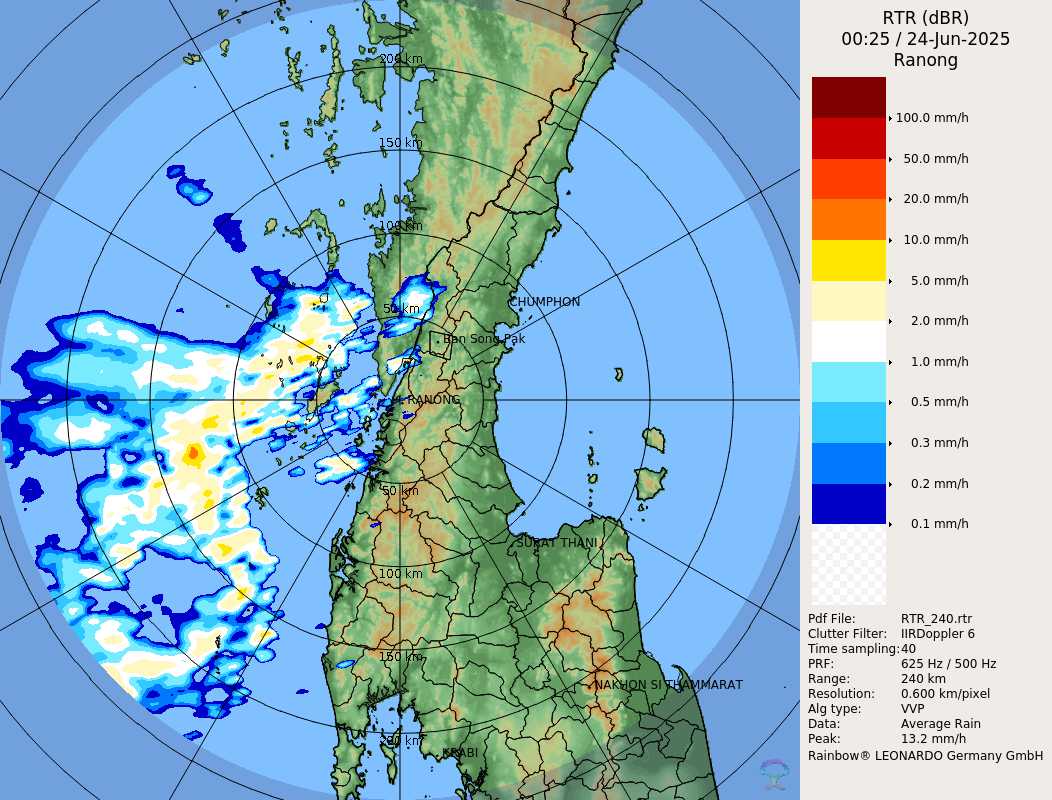 RTR (dBR)
00:25 / 24-Jun-2025
Ranong
100.0 mm/h
50.0 mm/h
20.0 mm/h
10.0 mm/h
5.0 mm/h
2.0 mm/h
1.0 mm/h
0.5 mm/h
0.3 mm/h
0.2 mm/h
0.1 mm/h
Pdf File: RTR_240.rtr
Clutter Filter: IIRDoppler 6
Time sampling:40
PRF: 625 Hz / 500 Hz
Range: 240 km
Resolution: 0.600 km/pixel
Alg type: VVP
Data: Average Rain
Peak: 13.2 mm/h
Rainbow® LEONARDO Germany GmbH
200 km
150 km
100 km
50 km
CHUMPHON
Ban Song Pak
RANONG
50 km
SURAT THANI
100 km
150 km
NAKHON SI THAMMARAT
200 km
KRABI